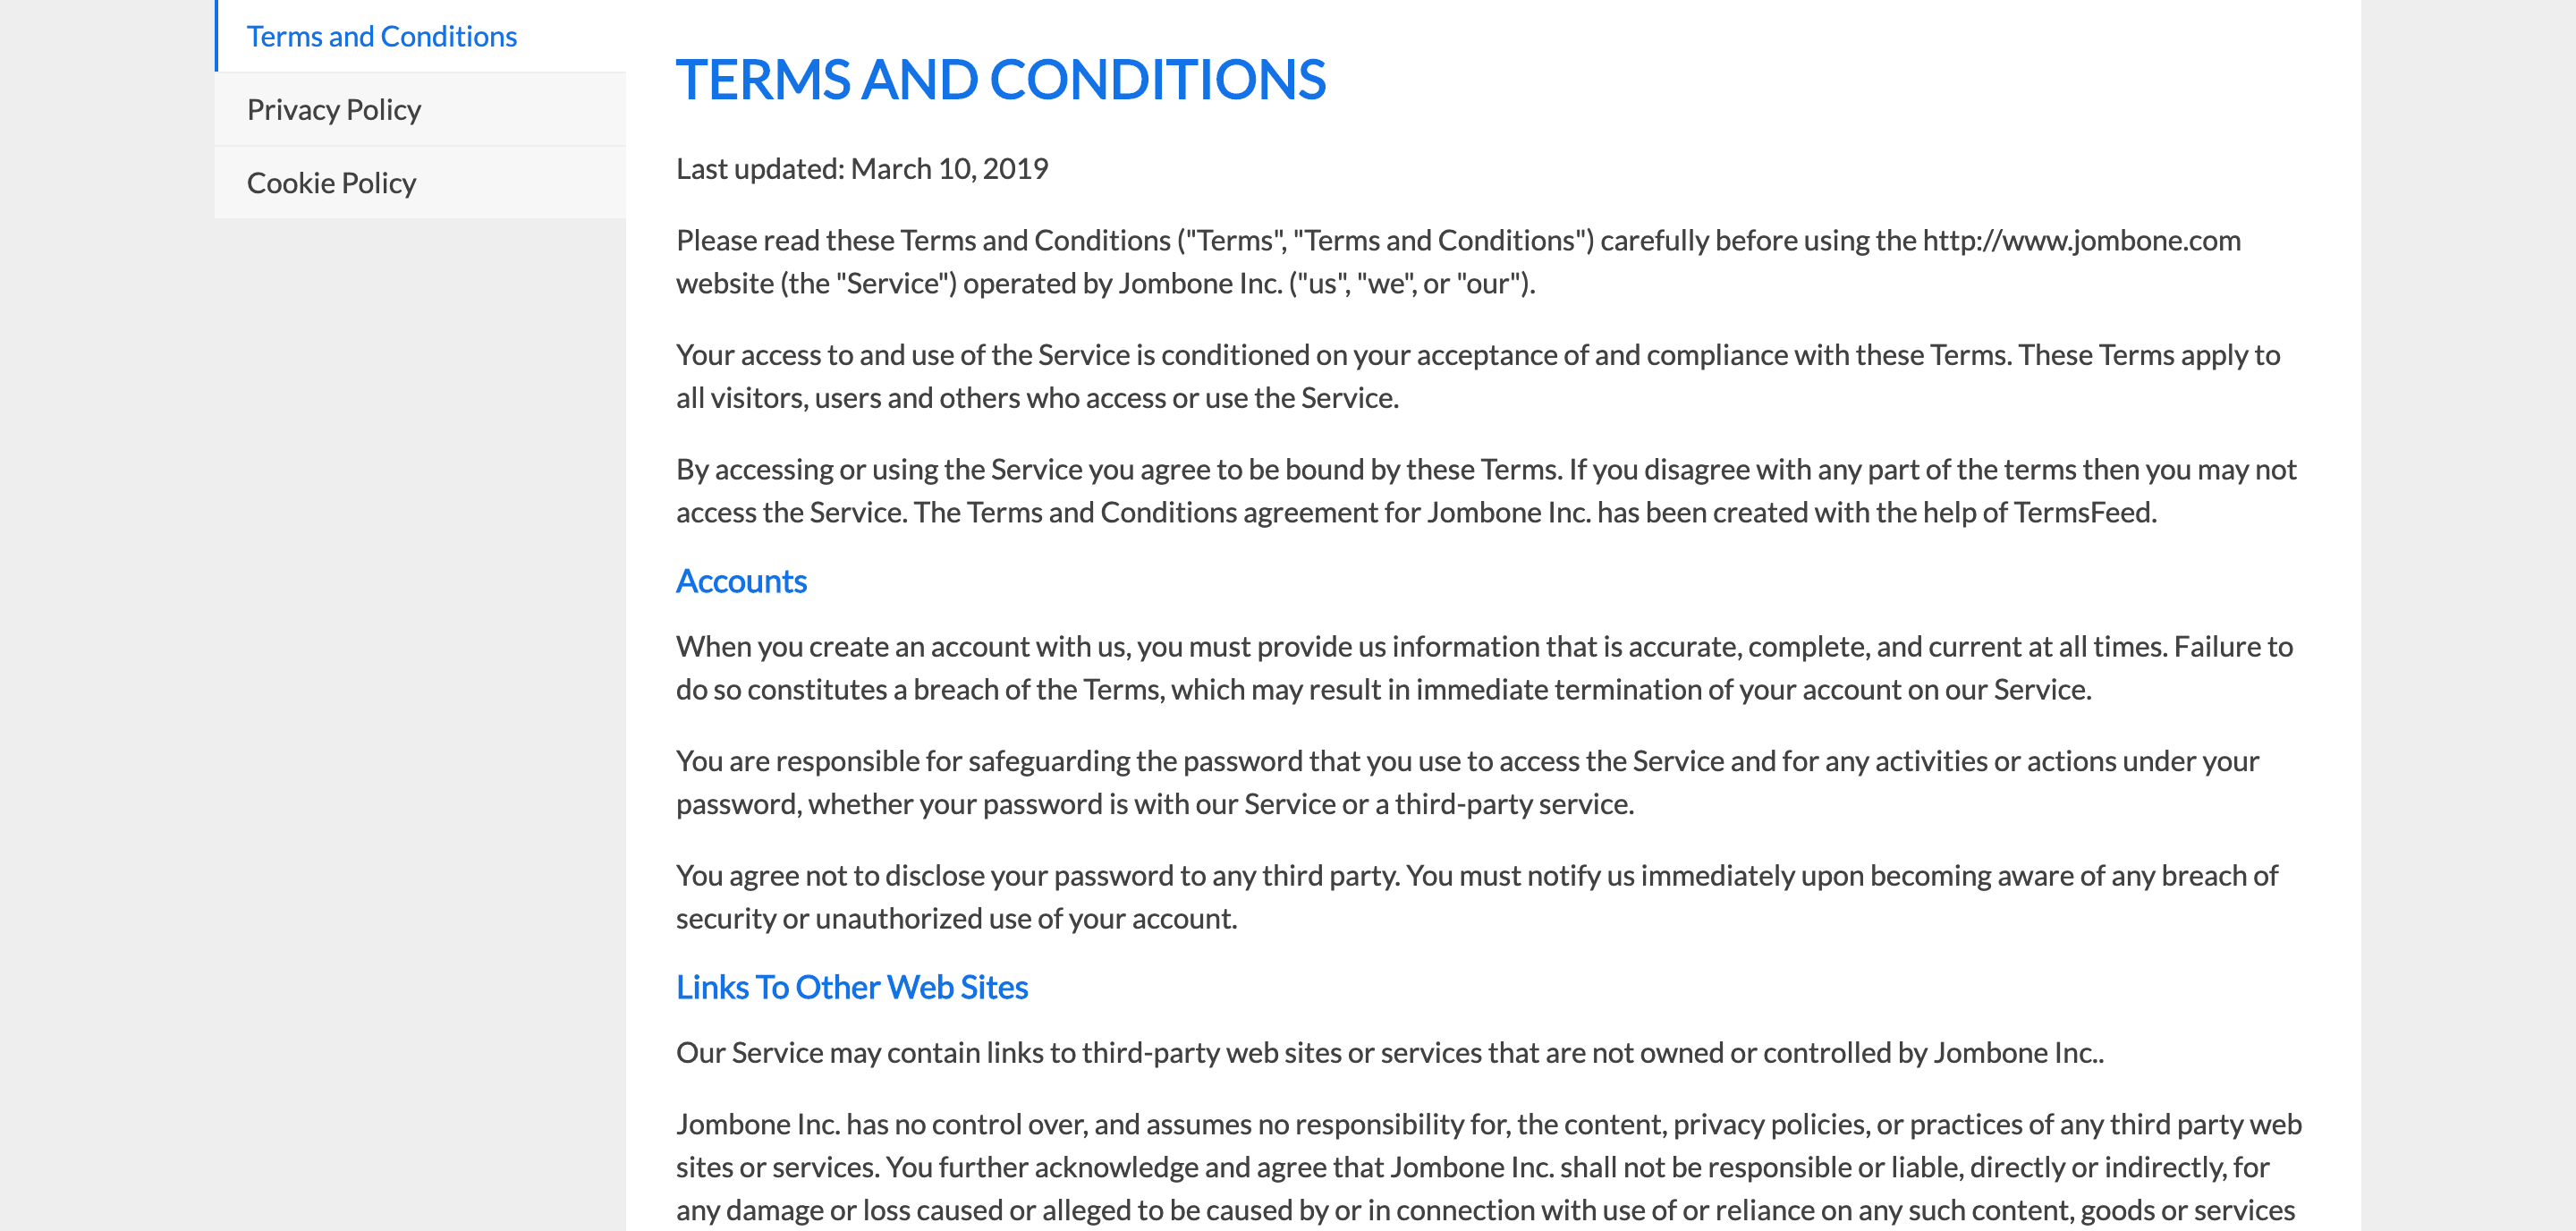 Terms and Conditions
Privacy Policy
Cookie Policy
TERMS AND CONDITIONS
Last updated: March 10, 2019
Please read these Terms and Conditions ("Terms", "Terms and Conditions") carefully before using the http://www.jombone.com
website (the "Service") operated by Jombone Inc. ("us", "we", or "our").
Your access to and use of the Service is conditioned on your acceptance of and compliance with these Terms. These Terms apply to
all visitors, users and others who access or use the Service.
By accessing or using the Service you agree to be bound by these Terms. If you disagree with any part of the terms then you may not
access the Service. The Terms and Conditions agreement for Jombone Inc. has been created with the help of TermsFeed.
Accounts
When you create an account with us, you must provide us information that is accurate, complete, and current at all times. Failure to
do so constitutes a breach of the Terms, which may result in immediate termination of your account on our Service.
You are responsible for safeguarding the password that you use to access the Service and for any activities or actions under your
password, whether your password is with our Service or a third-party service.
You agree not to disclose your password to any third party. You must notify us immediately upon becoming aware of any breach of
security or unauthorized use of your account.
Links To Other Web Sites
Our Service may contain links to third-party web sites or services that are not owned or controlled by Jombone Inc..
Jombone Inc. has no control over, and assumes no responsibility for, the content, privacy policies, or practices of any third party web
sites or services. You further acknowledge and agree that Jombone Inc. shall not be responsible or liable, directly or indirectly, for
any damage or loss caused or alleged to be caused by or in connection with use of or reliance on any such content, goods or services